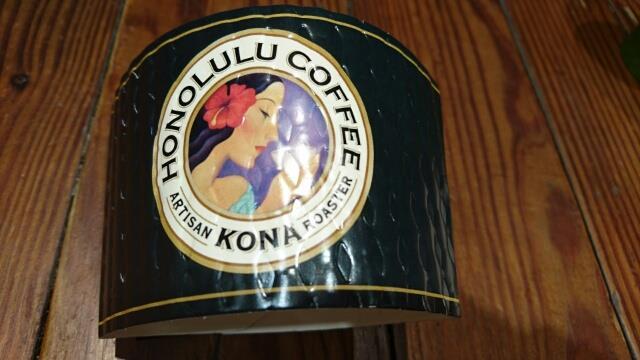 HONOLULU COFFEE
ARTISAN KONA ROASTER